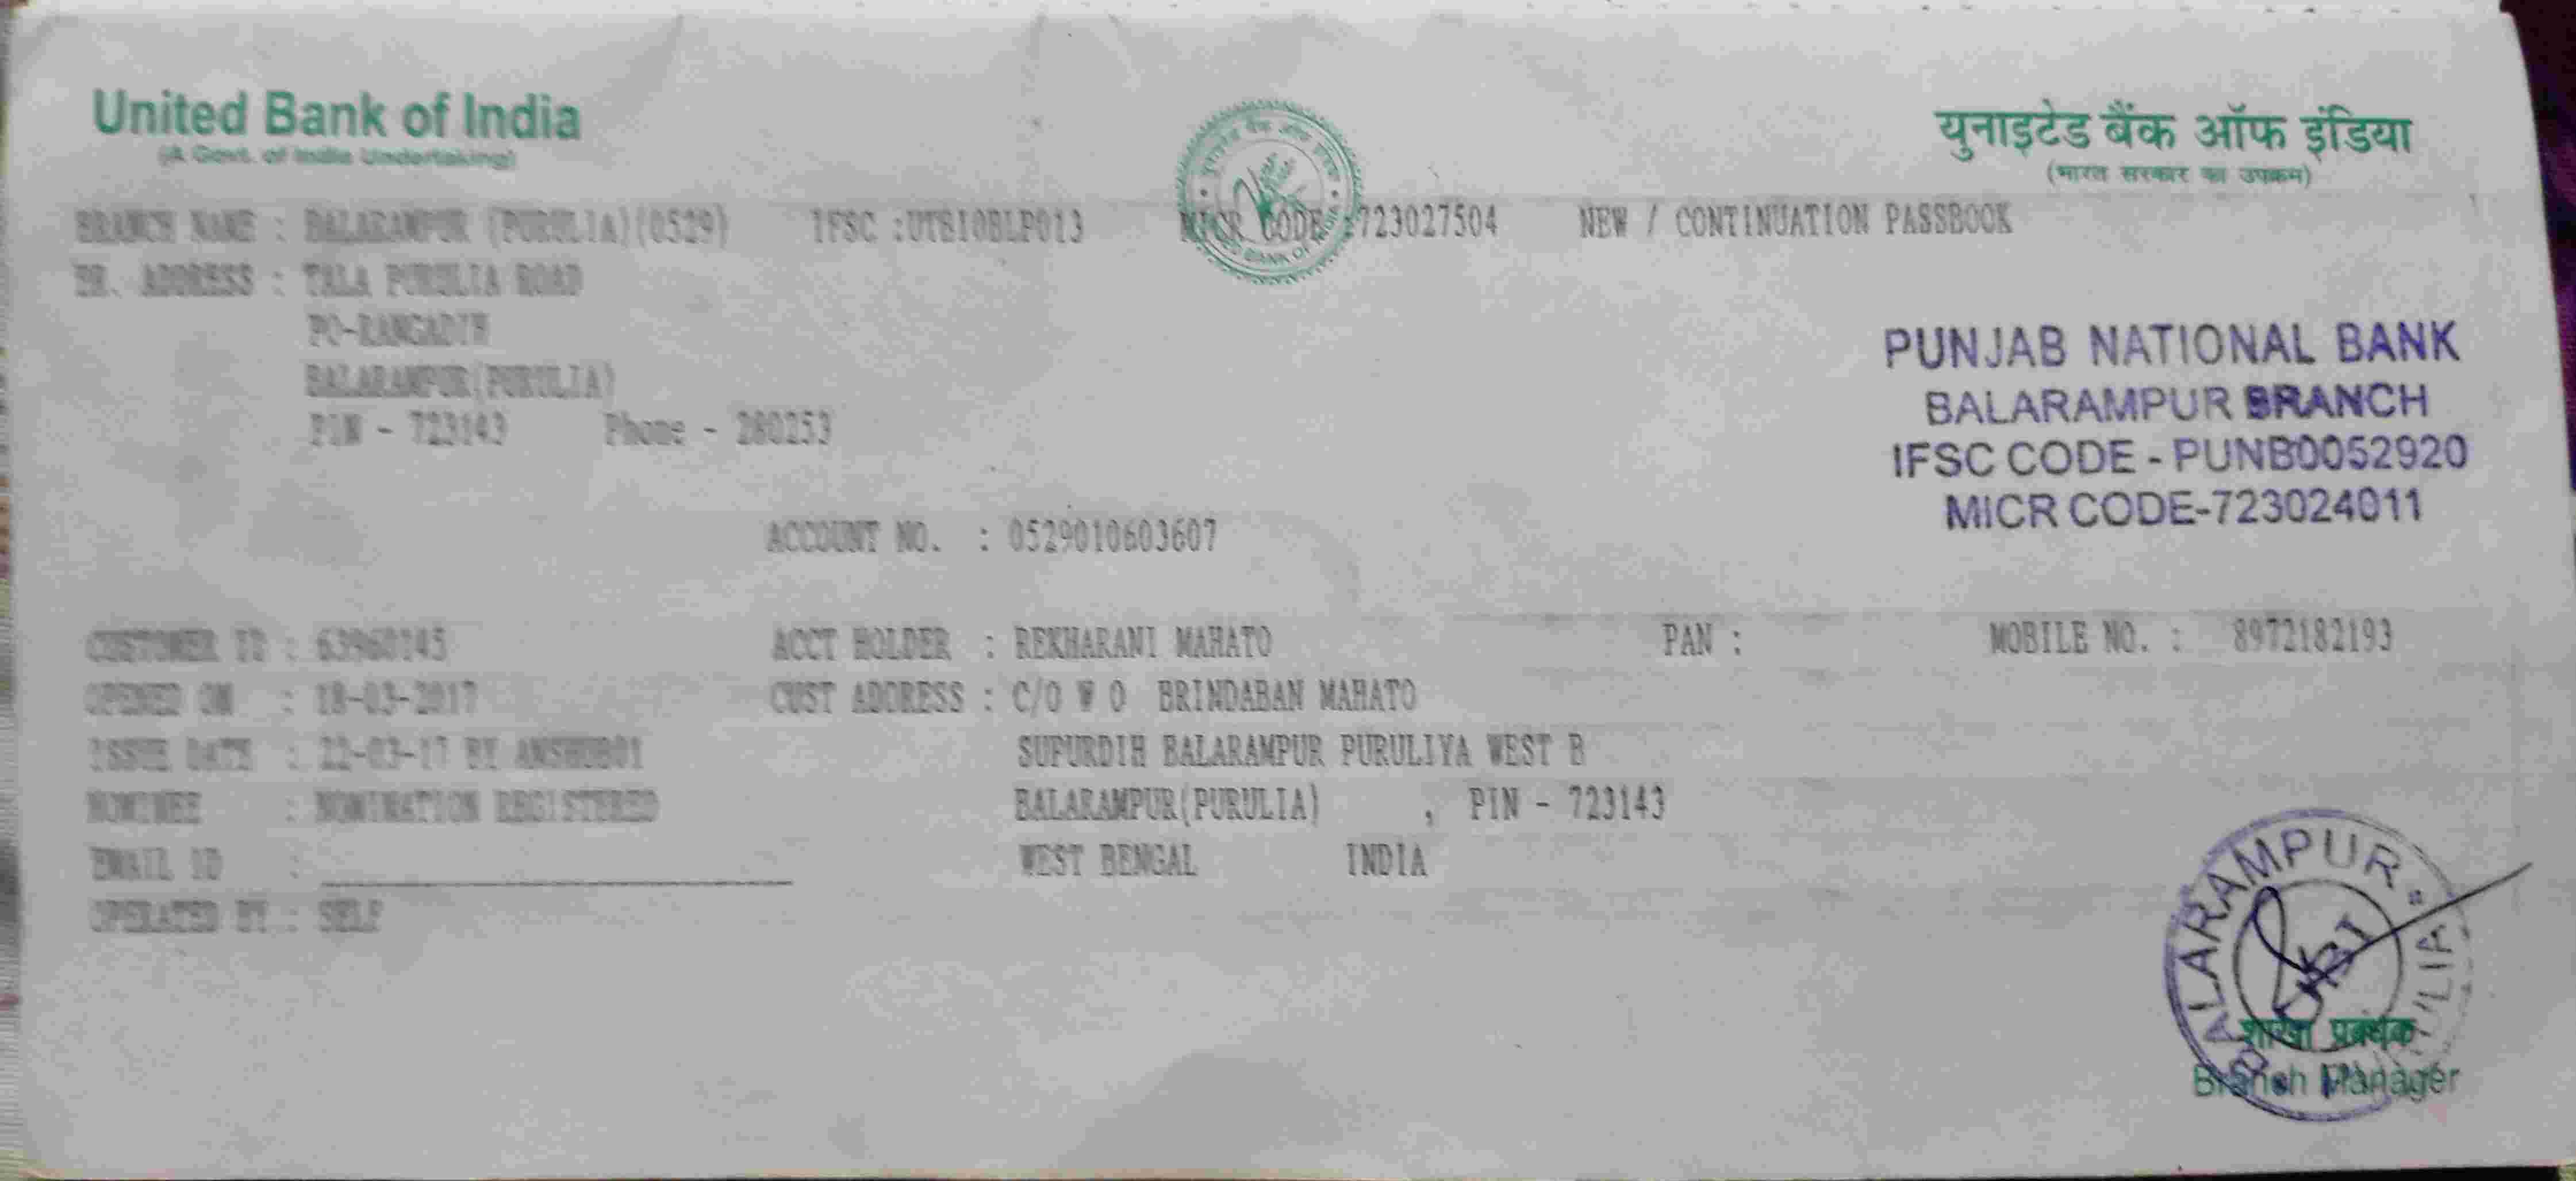 United Bank of India
(A Govt. of India Undertaking)
युनाइटेड बैंक ऑफ इंडिया
(भारत सरकार का उपक्रम)
BRANCH NAME : BALARAMPUR (PURULIA)(0529) IFSC :UTBI0BLP013 MICR CODE :723027504 NEW / CONTINUATION PASSBOOK
BR. ADDRESS : TALA PURULIA ROAD
PO-RANGADIH
BALARAMPUR(PURULIA)
PIN - 723143 Phone - 280253
PUNJAB NATIONAL BANK
BALARAMPUR BRANCH
IFSC CODE - PUNB0052920
MICR CODE-723024011
ACCOUNT NO. : 0529010603607
CUSTOMER ID : 63960145 ACCT HOLDER : REKHARANI MAHATO PAN : MOBILE NO. : 8972182193
OPENED ON : 18-03-2017 CUST ADDRESS : C/O W O BRINDABAN MAHATO
ISSUE DATE : 22-03-17 BY ANSHUB01 SUPURDIH BALARAMPUR PURULIYA WEST B
NOMINEE : NOMINATION REGISTERED BALARAMPUR(PURULIA) , PIN - 723143
EMAIL ID : WEST BENGAL INDIA
OPERATED BY : SELF
BALARAMPUR
UBI
शाखा प्रबंधक
Branch Manager